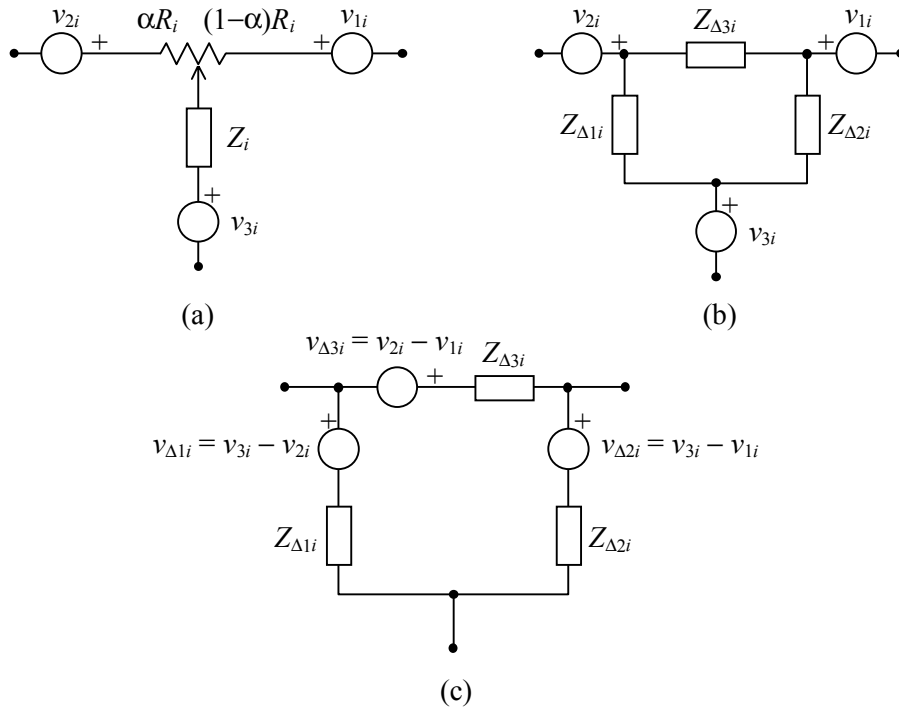 v2i + αRi (1−α)Ri + v1i
Zi
+
v3i
(a)
v2i + ZΔ3i + v1i
ZΔ1i ZΔ2i
+
v3i
(b)
vΔ3i = v2i − v1i ZΔ3i
+
+ +
vΔ1i = v3i − v2i vΔ2i = v3i − v1i
ZΔ1i ZΔ2i
(c)